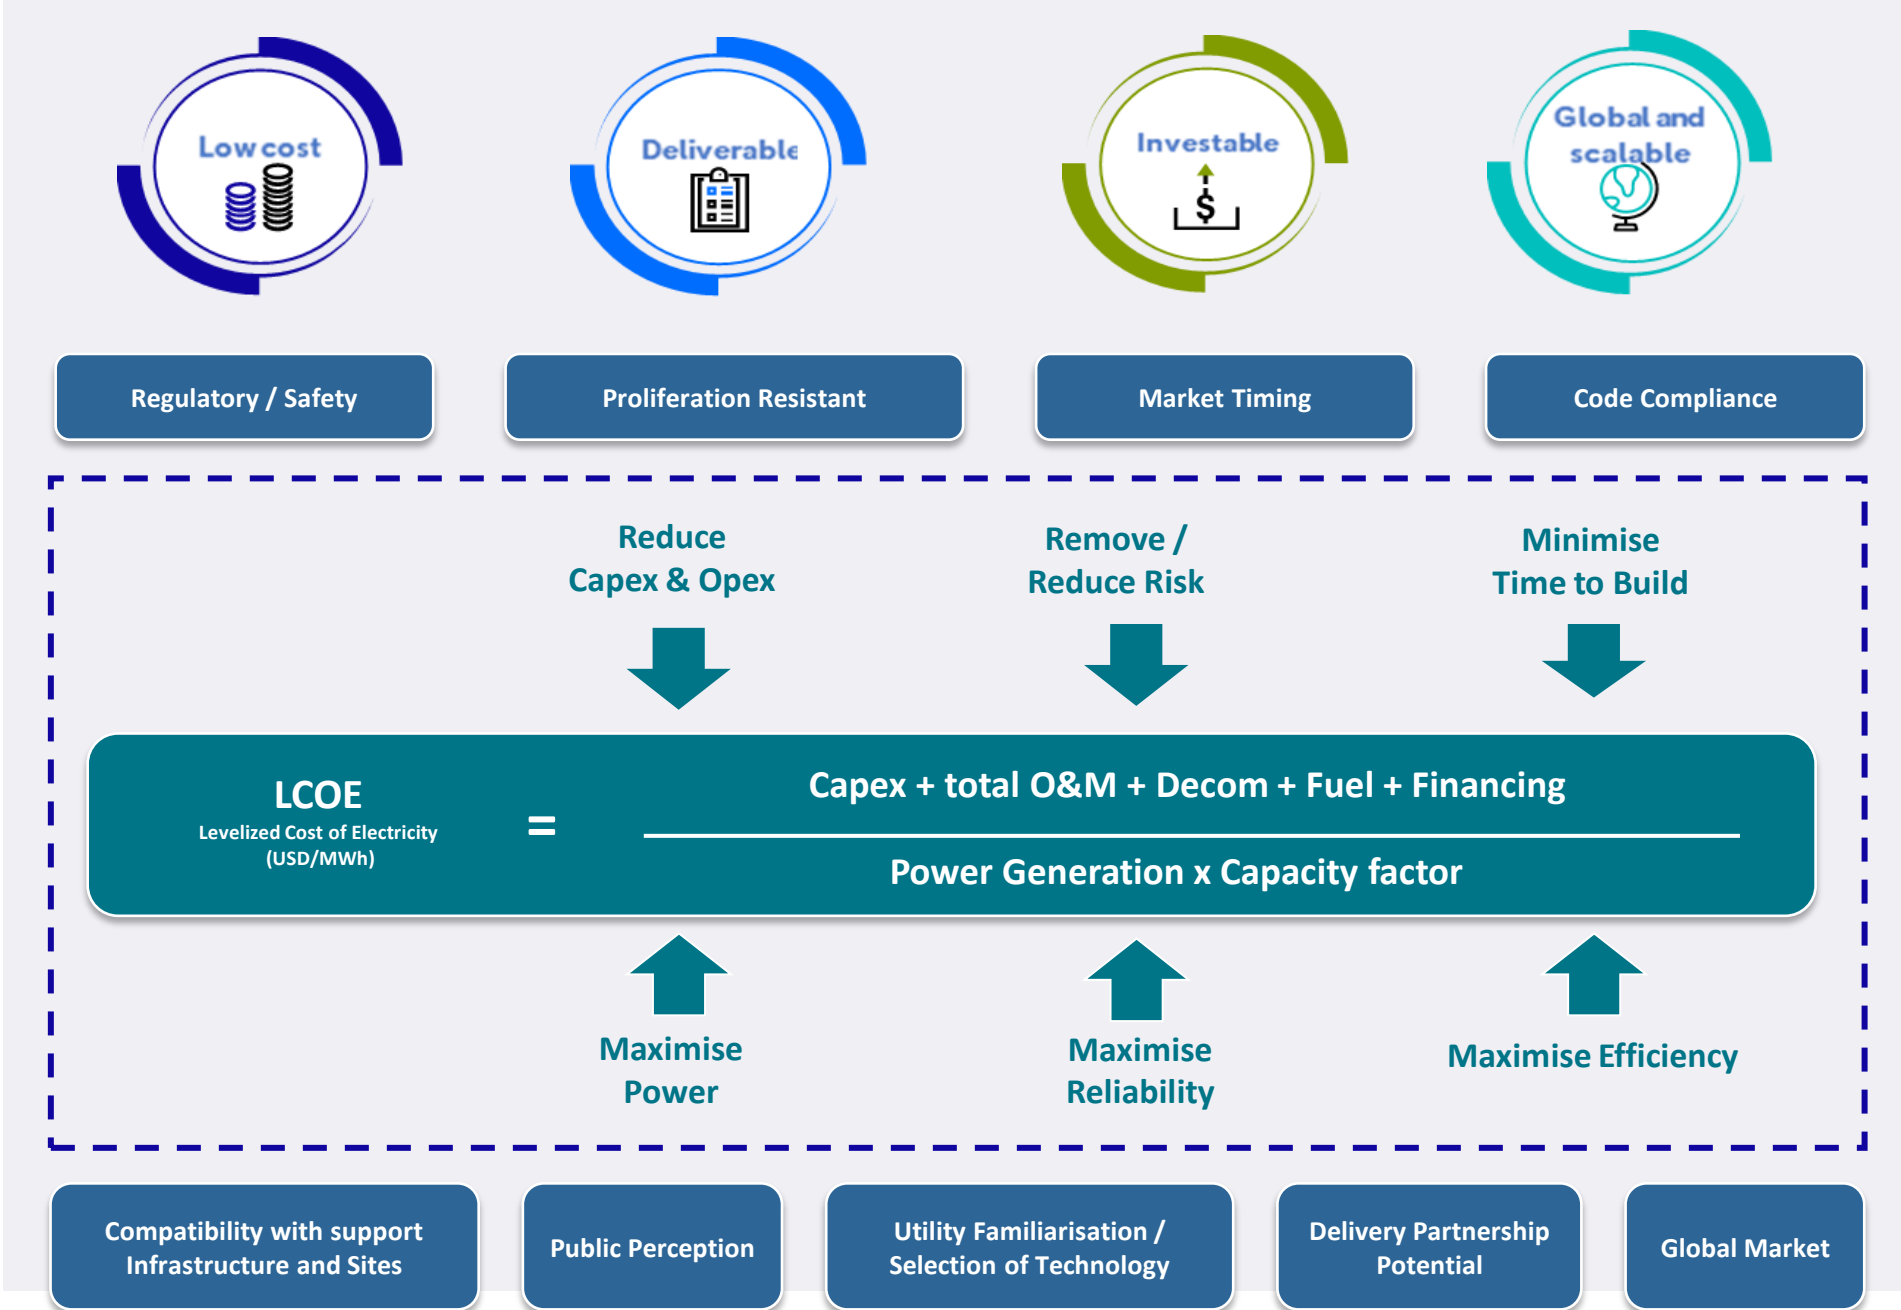 Low cost
Deliverable
Investable
Global and
scalable
$
Regulatory / Safety
Proliferation Resistant
Market Timing
Code Compliance
Reduce
Capex & Opex
Remove /
Reduce Risk
Minimise
Time to Build
LCOE
Levelized Cost of Electricity
(USD/MWh)
=
Capex + total O&M + Decom + Fuel + Financing
Power Generation x Capacity factor
Maximise
Power
Maximise
Reliability
Maximise Efficiency
Compatibility with support
Infrastructure and Sites
Public Perception
Utility Familiarisation /
Selection of Technology
Delivery Partnership
Potential
Global Market